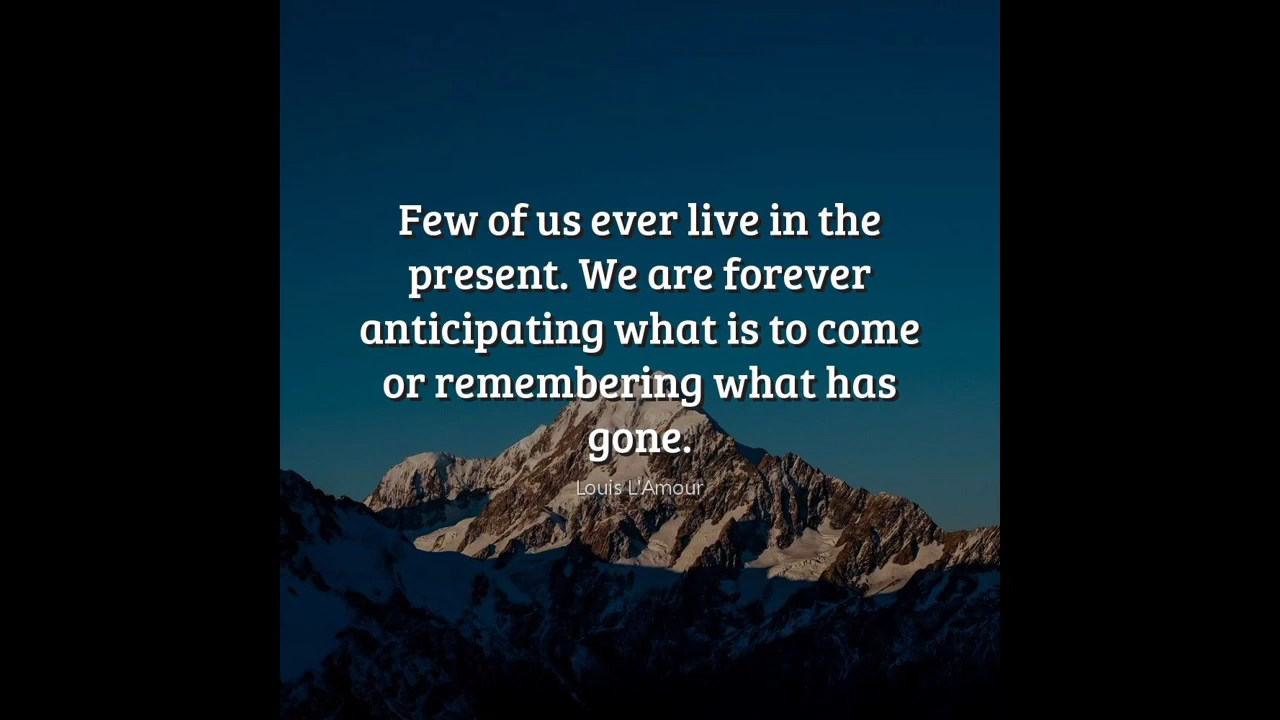 Few of us ever live in the
present. We are forever
anticipating what is to come
or remembering what has
gone.
Louis L'Amour